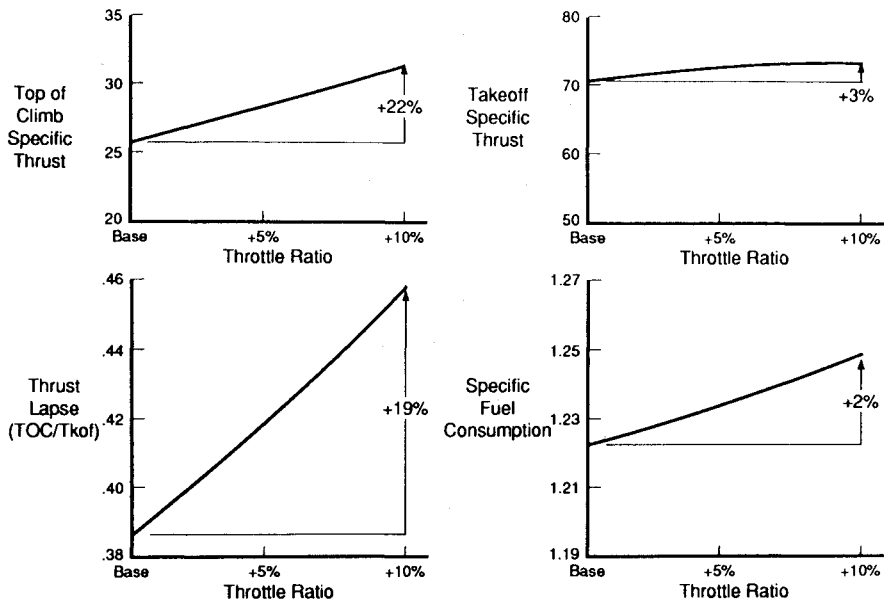 35
31
25
20
Top of
Climb
Specific
Thrust
+22%
Base
+5%
+10%
Throttle Ratio
80
70
60
50
Takeoff
Specific
Thrust
+3%
Base
+5%
+10%
Throttle Ratio
.46
.44
.42
.40
.38
Thrust
Lapse
(TOC/Tkof)
+19%
Base
+5%
+10%
Throttle Ratio
1.27
1.25
1.23
1.21
1.19
Specific
Fuel
Consumption
+2%
Base
+5%
+10%
Throttle Ratio